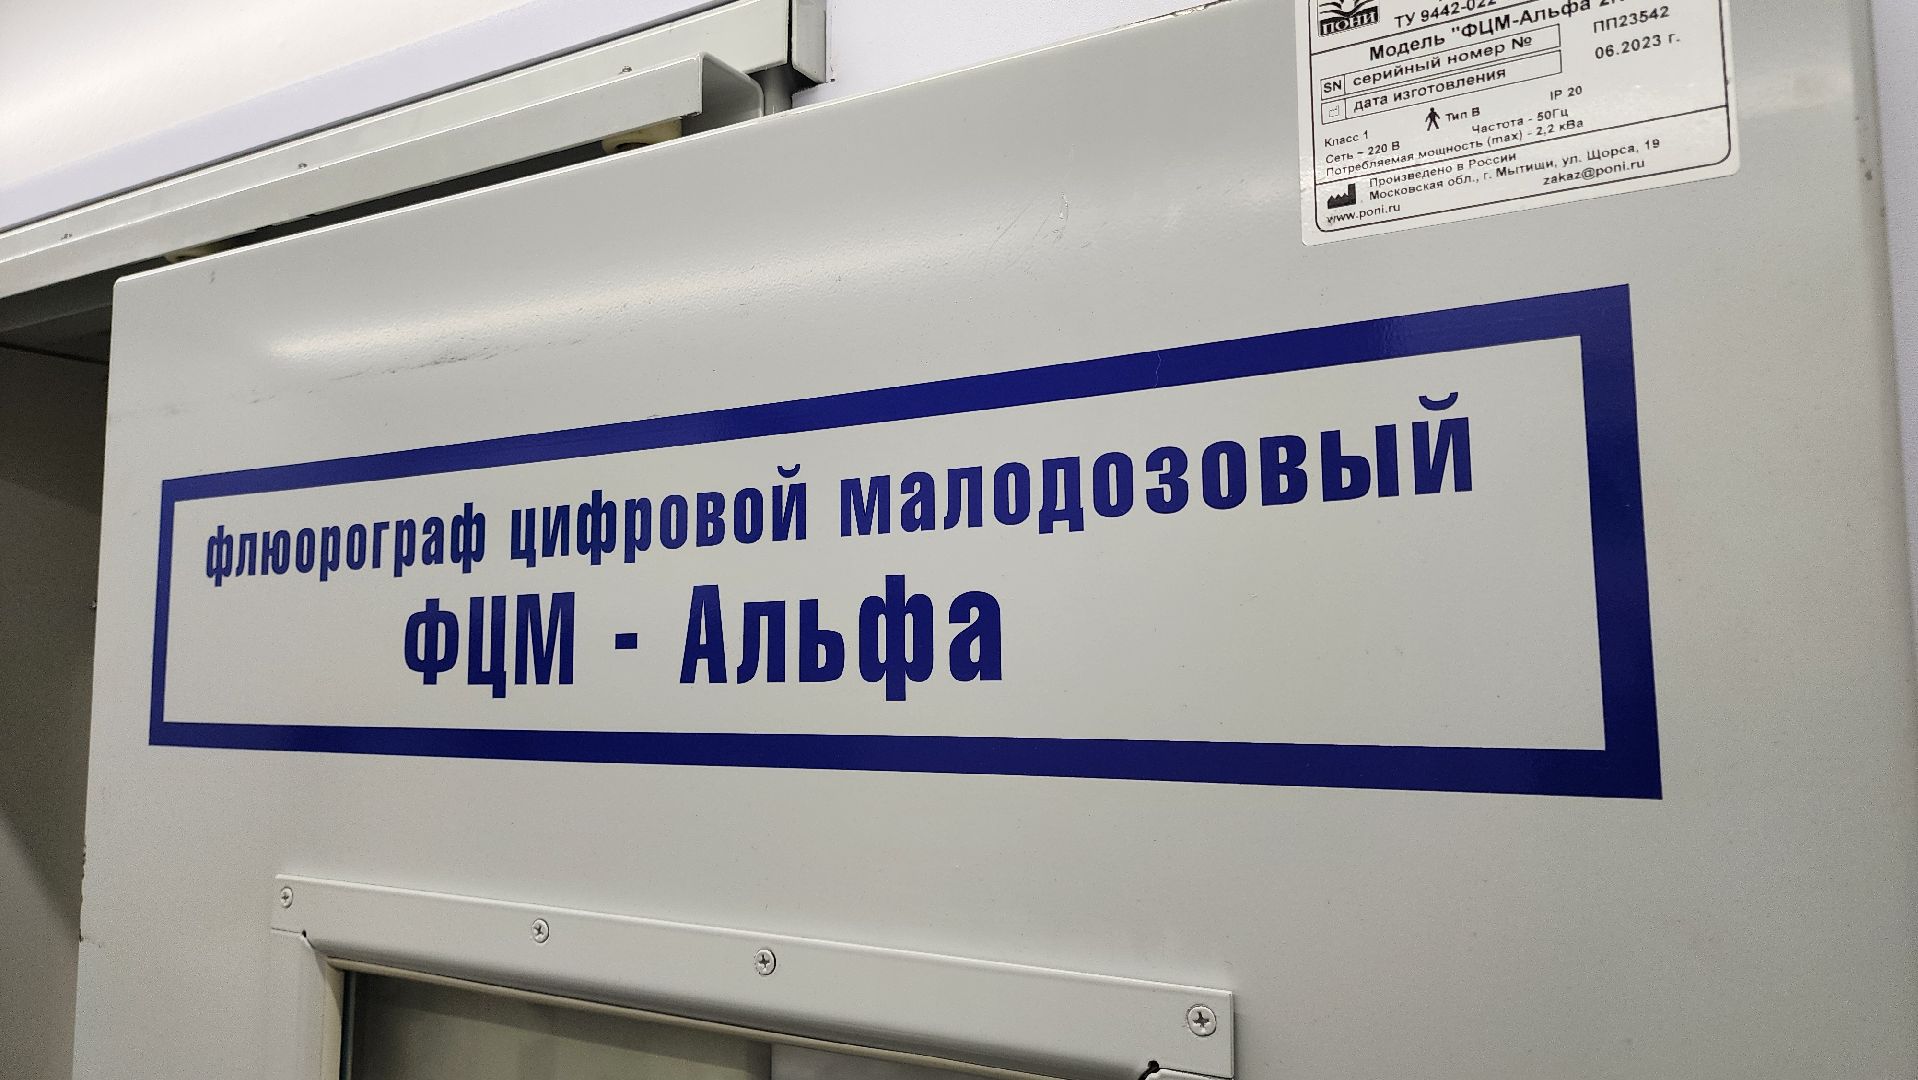 ПОНИ
ТУ 9442-022
Модель "ФЦМ-Альфа
SN серийный номер № ПП23542
дата изготовления 06.2023 г.
Класс 1 Тип В IP 20
Сеть ~ 220 В Частота - 50Гц
Потребляемая мощность (max) - 2,2 кВа
Произведено в России
Московская обл., г. Мытищи, ул. Щорса, 19
www.poni.ru zakaz@poni.ru
флюорограф цифровой малодозовый
ФЦМ - Альфа